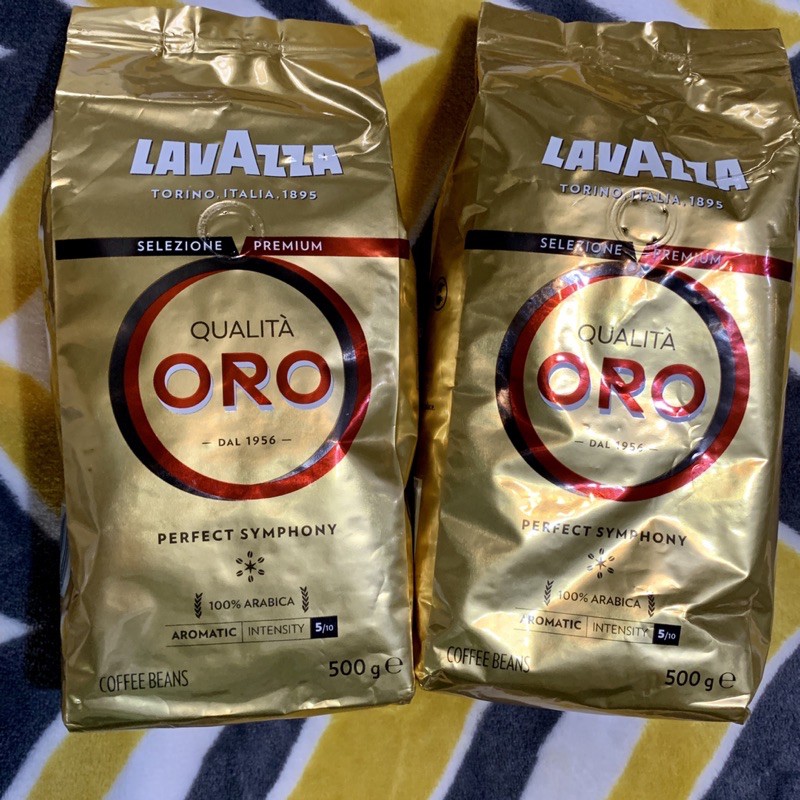 LAVAZZA
TORINO, ITALIA, 1895
SELEZIONE PREMIUM
QUALITÀ
ORO
— DAL 1956 —
PERFECT SYMPHONY
100% ARABICA
AROMATIC INTENSITY 5/10
COFFEE BEANS 500 g ℮
LAVAZZA
TORINO, ITALIA, 1895
SELEZIONE PREMIUM
QUALITÀ
ORO
— DAL 1956 —
PERFECT SYMPHONY
100% ARABICA
AROMATIC INTENSITY 5/10
COFFEE BEANS 500 g ℮